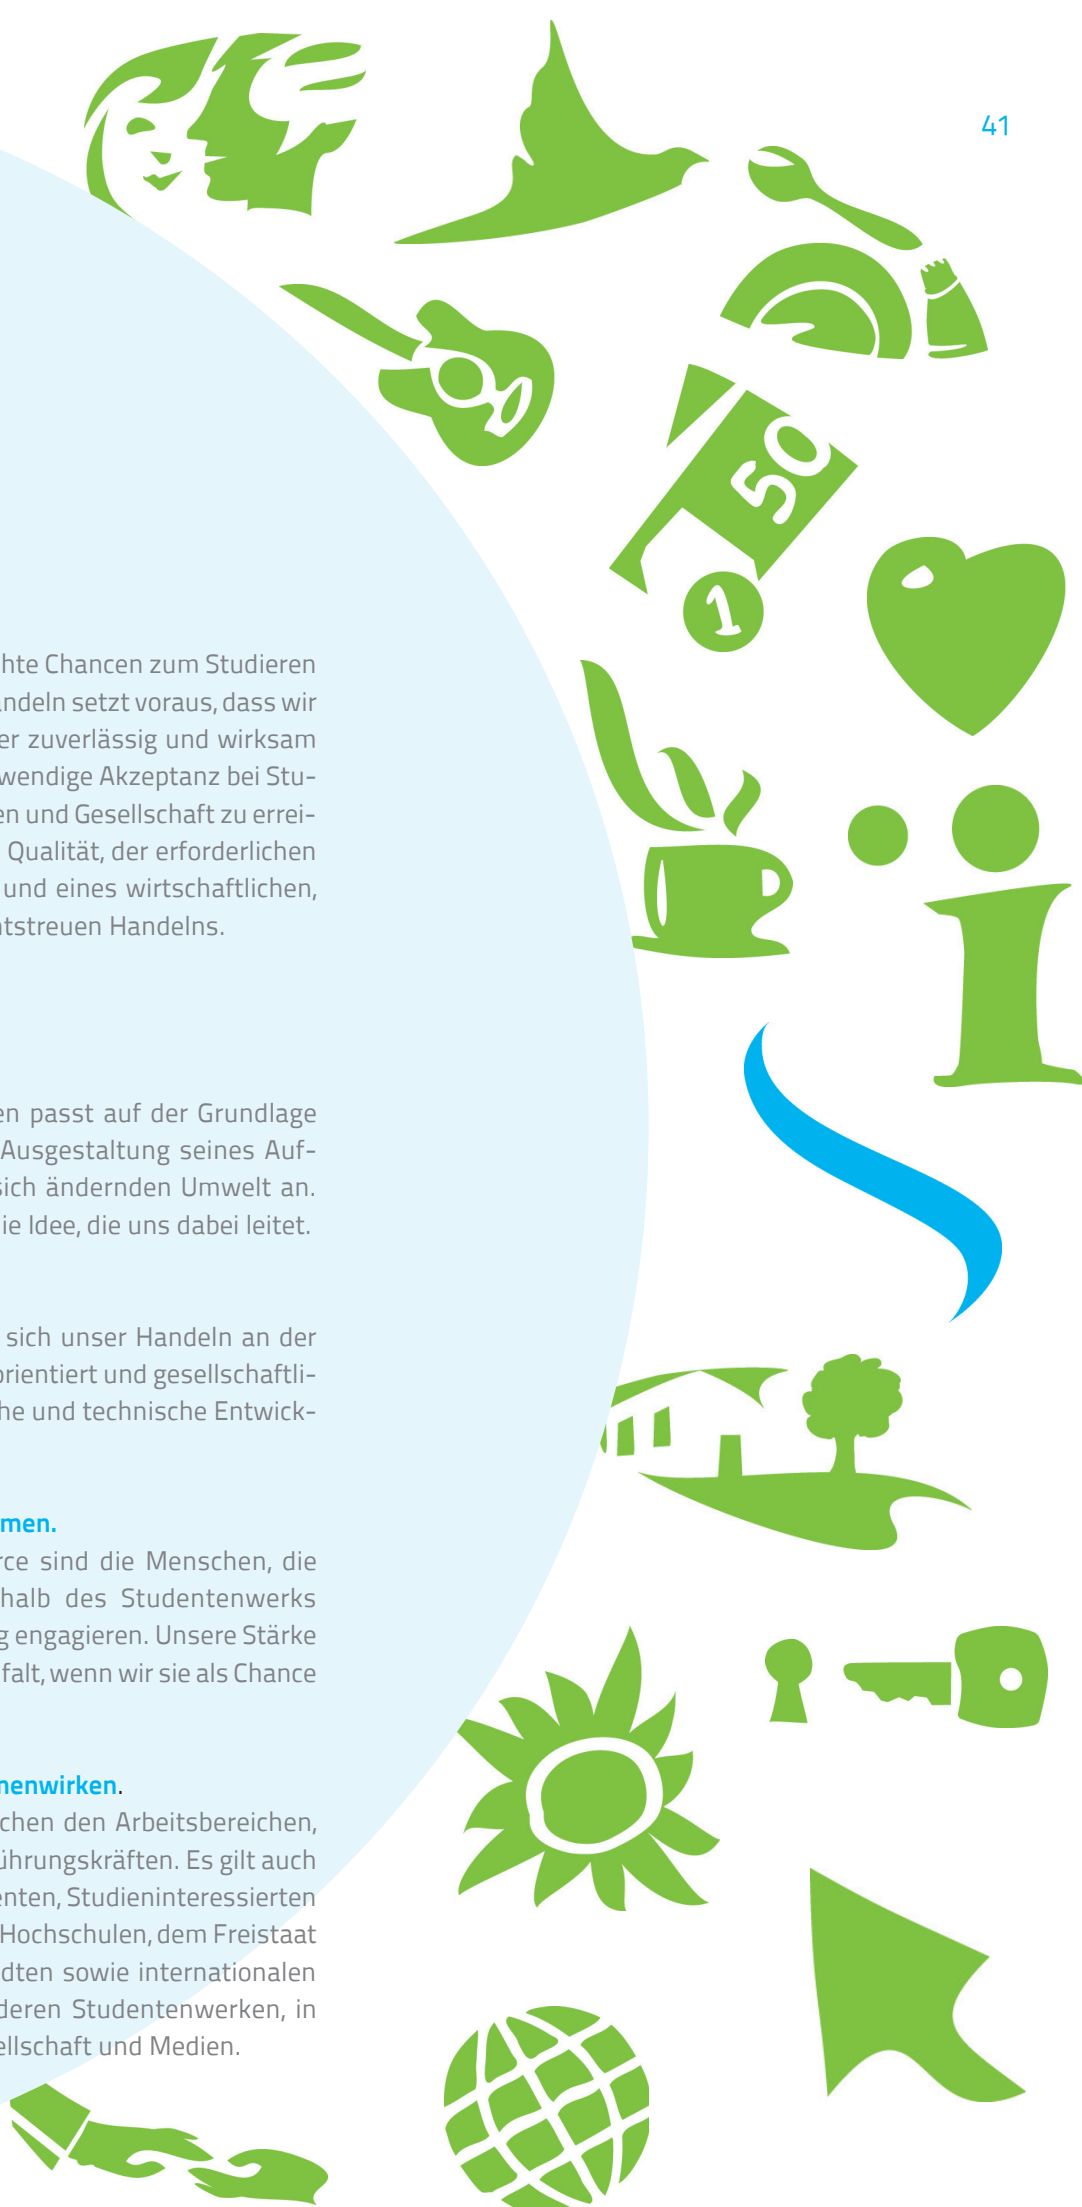 41
50
1
hte Chancen zum Studieren
ndeln setzt voraus, dass wir
er zuverlässig und wirksam
wendige Akzeptanz bei Stu-
en und Gesellschaft zu errei-
Qualität, der erforderlichen
und eines wirtschaftlichen,
tstreuen Handelns.
i
en passt auf der Grundlage
Ausgestaltung seines Auf-
sich ändernden Umwelt an.
ie Idee, die uns dabei leitet.
sich unser Handeln an der
orientiert und gesellschaftli-
he und technische Entwick-
men.
rce sind die Menschen, die
halb des Studentenwerks
g engagieren. Unsere Stärke
falt, wenn wir sie als Chance
menwirken.
chen den Arbeitsbereichen,
ührungskräften. Es gilt auch
enten, Studieninteressierten
Hochschulen, dem Freistaat
dten sowie internationalen
deren Studentenwerken, in
ellschaft und Medien.